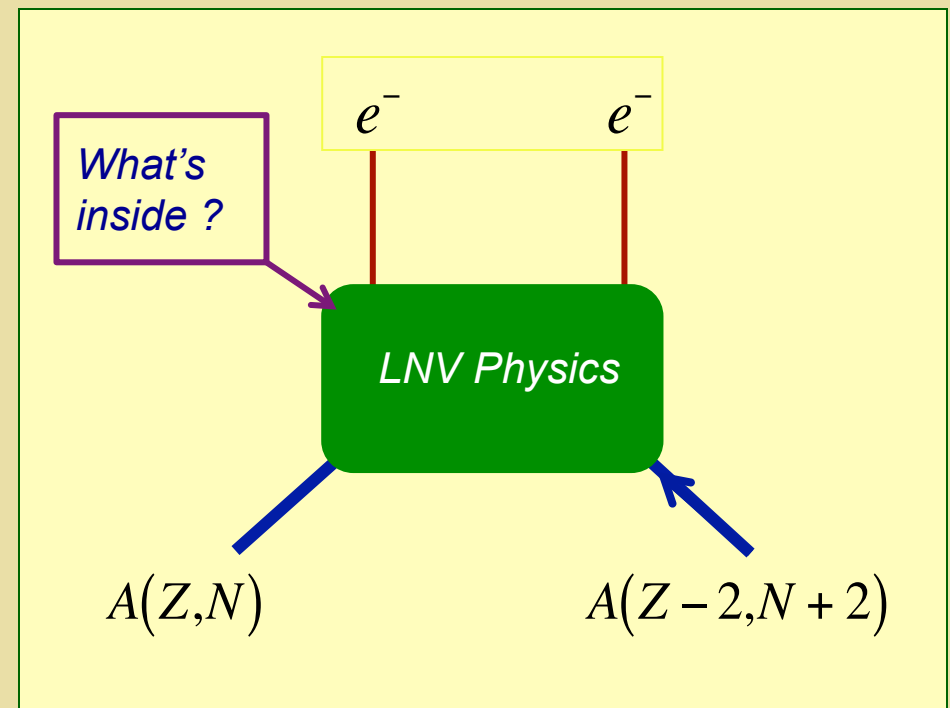 e⁻ e⁻
What's
inside ?
LNV Physics
A(Z,N) A(Z−2,N+2)